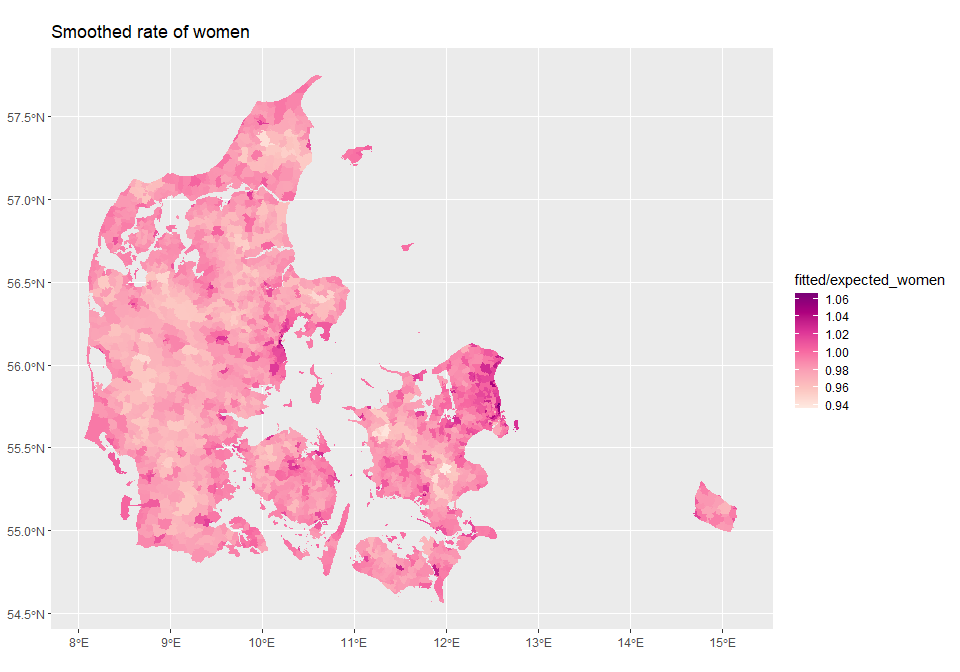 Smoothed rate of women
57.5°N
57.0°N
56.5°N
56.0°N
55.5°N
55.0°N
54.5°N
8°E
9°E
10°E
11°E
12°E
13°E
14°E
15°E
fitted/expected_women
1.06
1.04
1.02
1.00
0.98
0.96
0.94